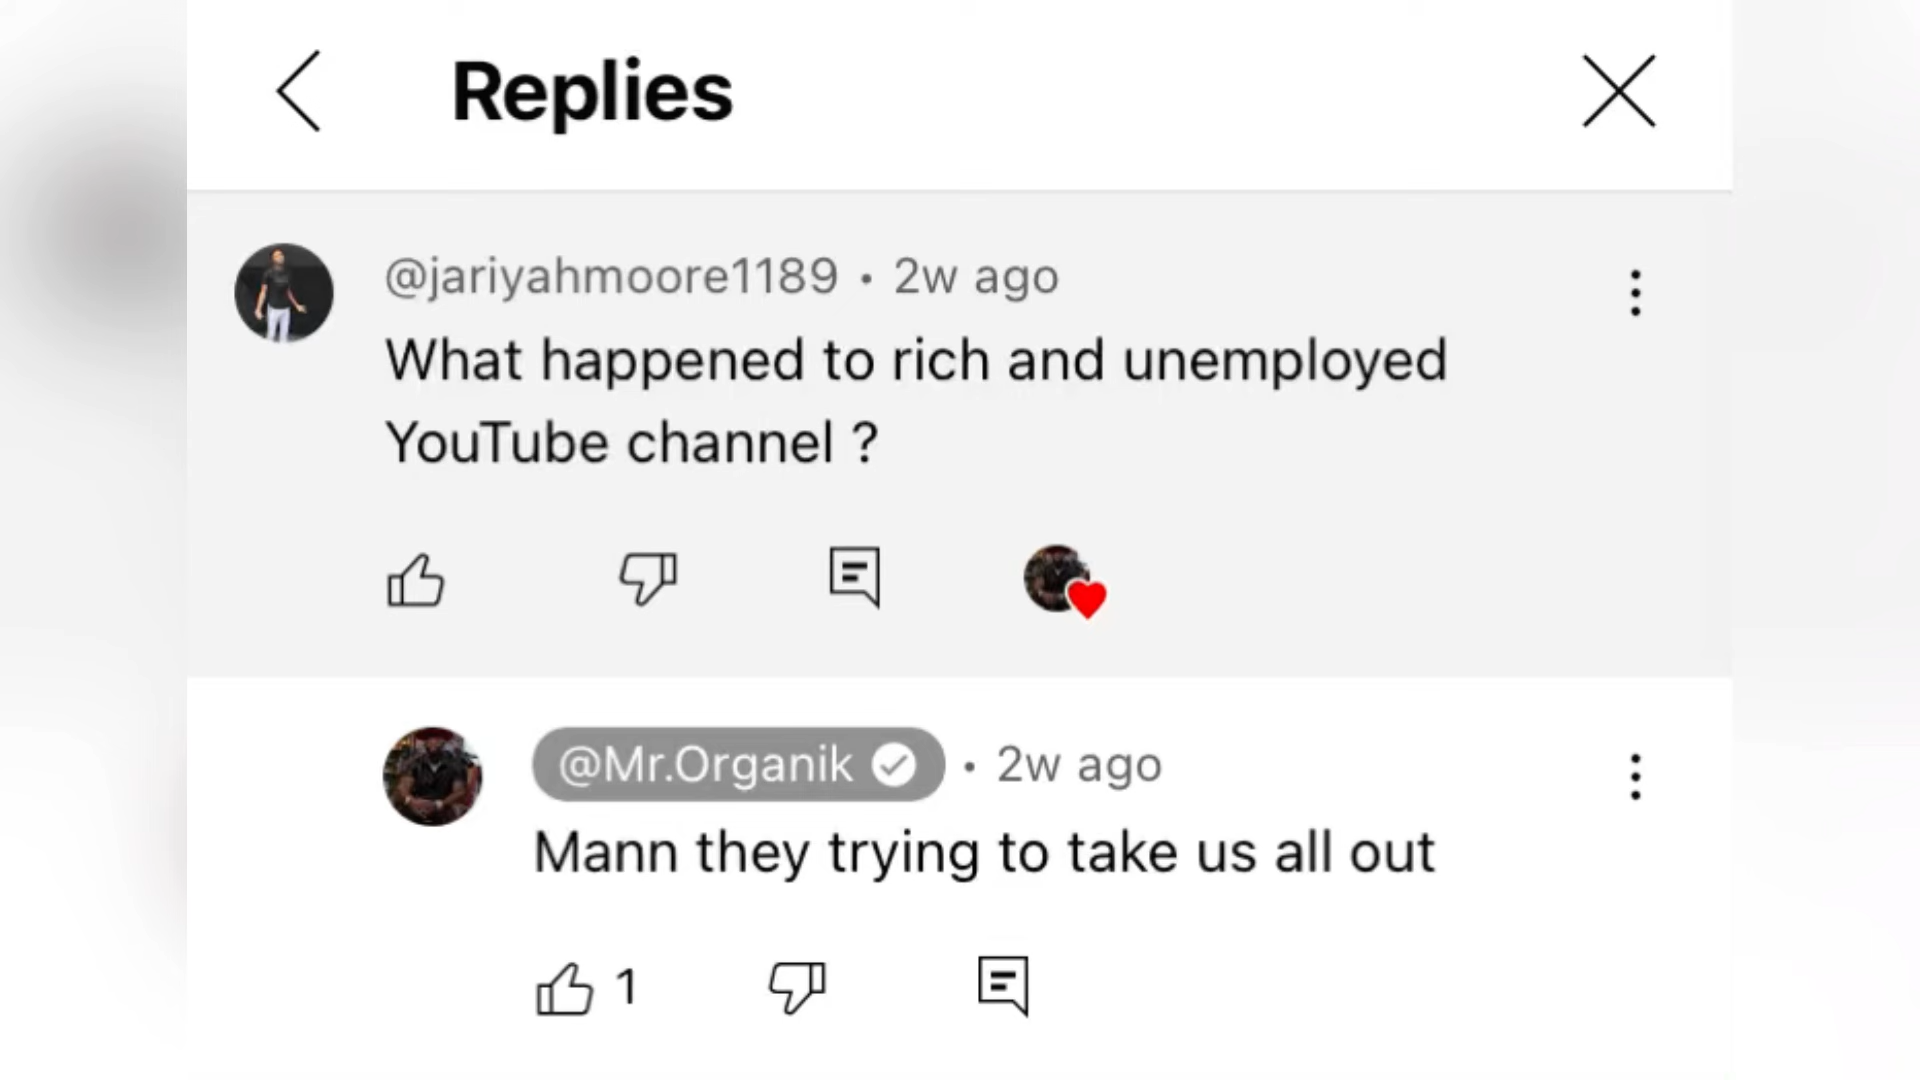 Replies
@jariyahmoore1189 • 2w ago
What happened to rich and unemployed
YouTube channel ?
@Mr.Organik • 2w ago
Mann they trying to take us all out
1